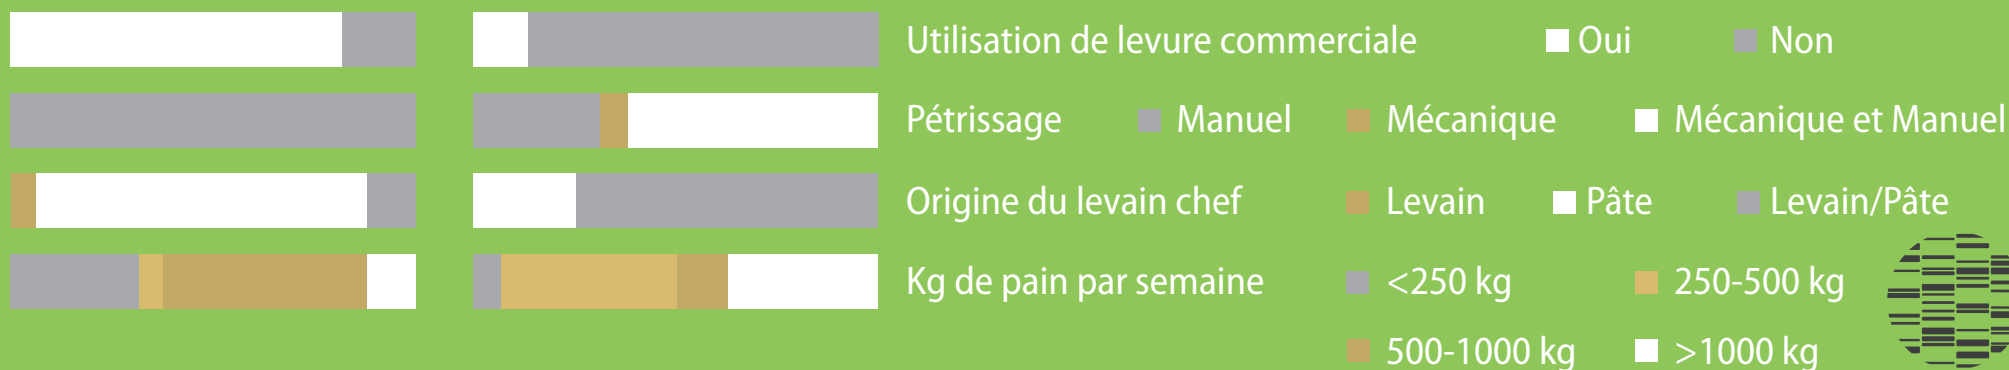 Utilisation de levure commerciale Oui Non
Pétrissage Manuel Mécanique Mécanique et Manuel
Origine du levain chef Levain Pâte Levain/Pâte
Kg de pain par semaine <250 kg 250-500 kg
500-1000 kg >1000 kg